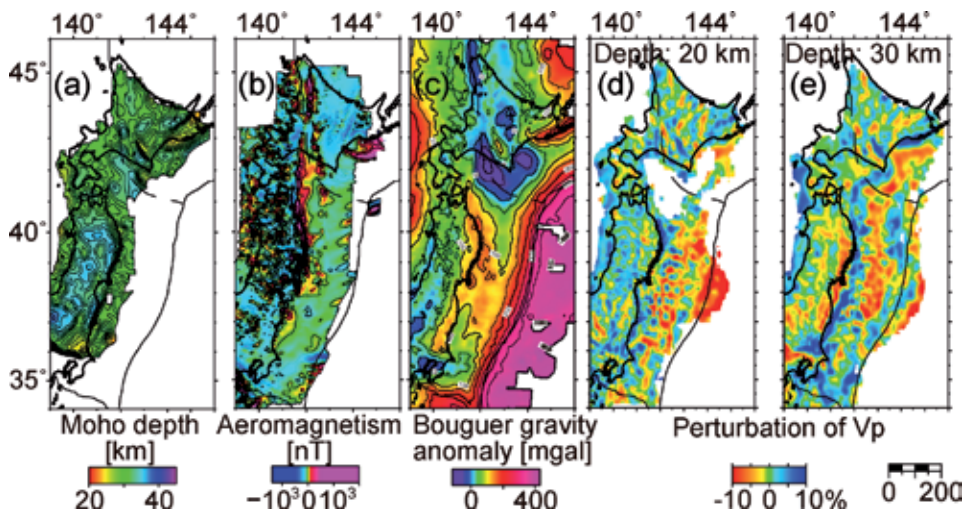 140° 144° 140° 144° 140° 144° 140° 144° 140° 144°
Depth: 20 km Depth: 30 km
45°
(a) (b) (c) (d) (e)
40°
35°
Moho depth Aeromagnetism Bouguer gravity Perturbation of Vp
[km] [nT] anomaly [mgal]
20 40 −10³0 10³ 0 400 -10 0 10% 0 200